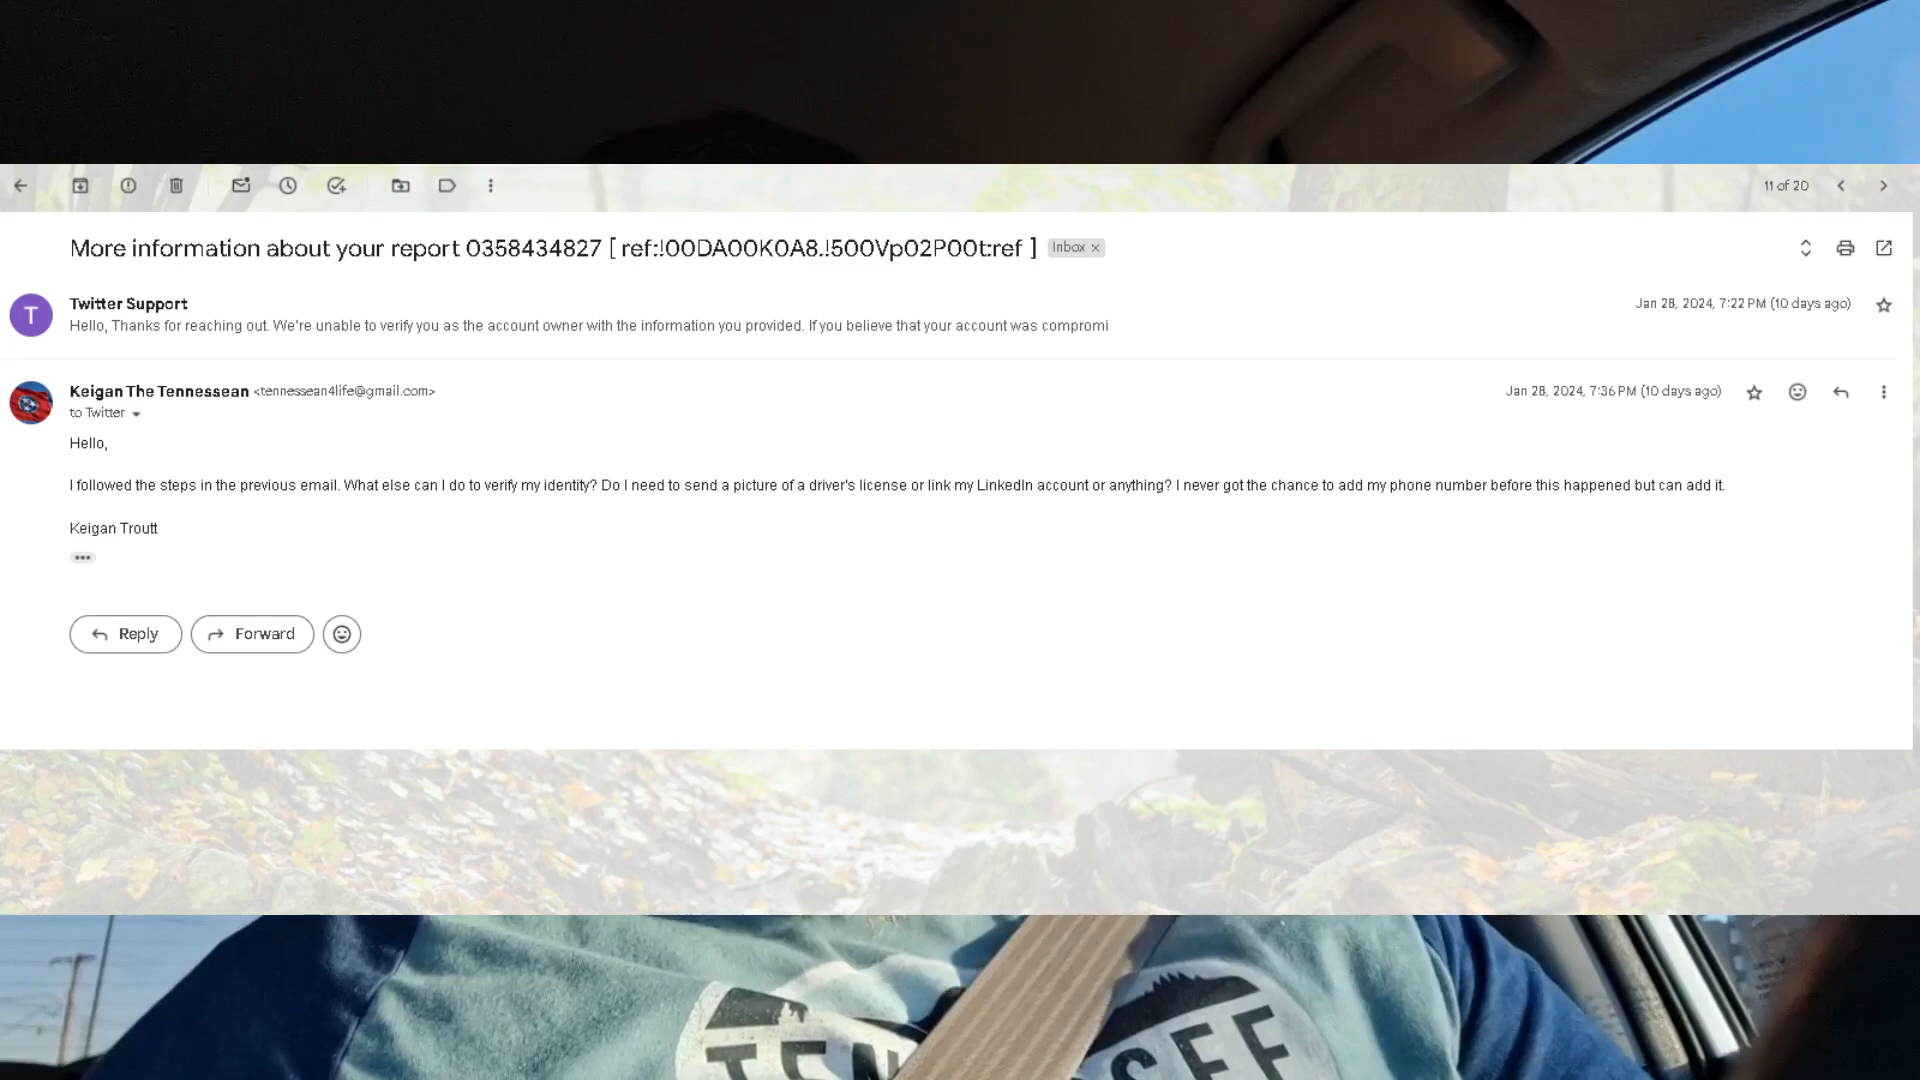 11 of 20
More information about your report 0358434827 [ ref:!00DA00K0A8.!500Vp02P00t:ref ] Inbox ×
T
Twitter Support
Jan 28, 2024, 7:22 PM (10 days ago)
Hello, Thanks for reaching out. We're unable to verify you as the account owner with the information you provided. If you believe that your account was compromi
Keigan The Tennessean <tennessean4life@gmail.com>
Jan 28, 2024, 7:36 PM (10 days ago)
to Twitter
Hello,
I followed the steps in the previous email. What else can I do to verify my identity? Do I need to send a picture of a driver's license or link my LinkedIn account or anything? I never got the chance to add my phone number before this happened but can add it.
Keigan Troutt
Reply
Forward